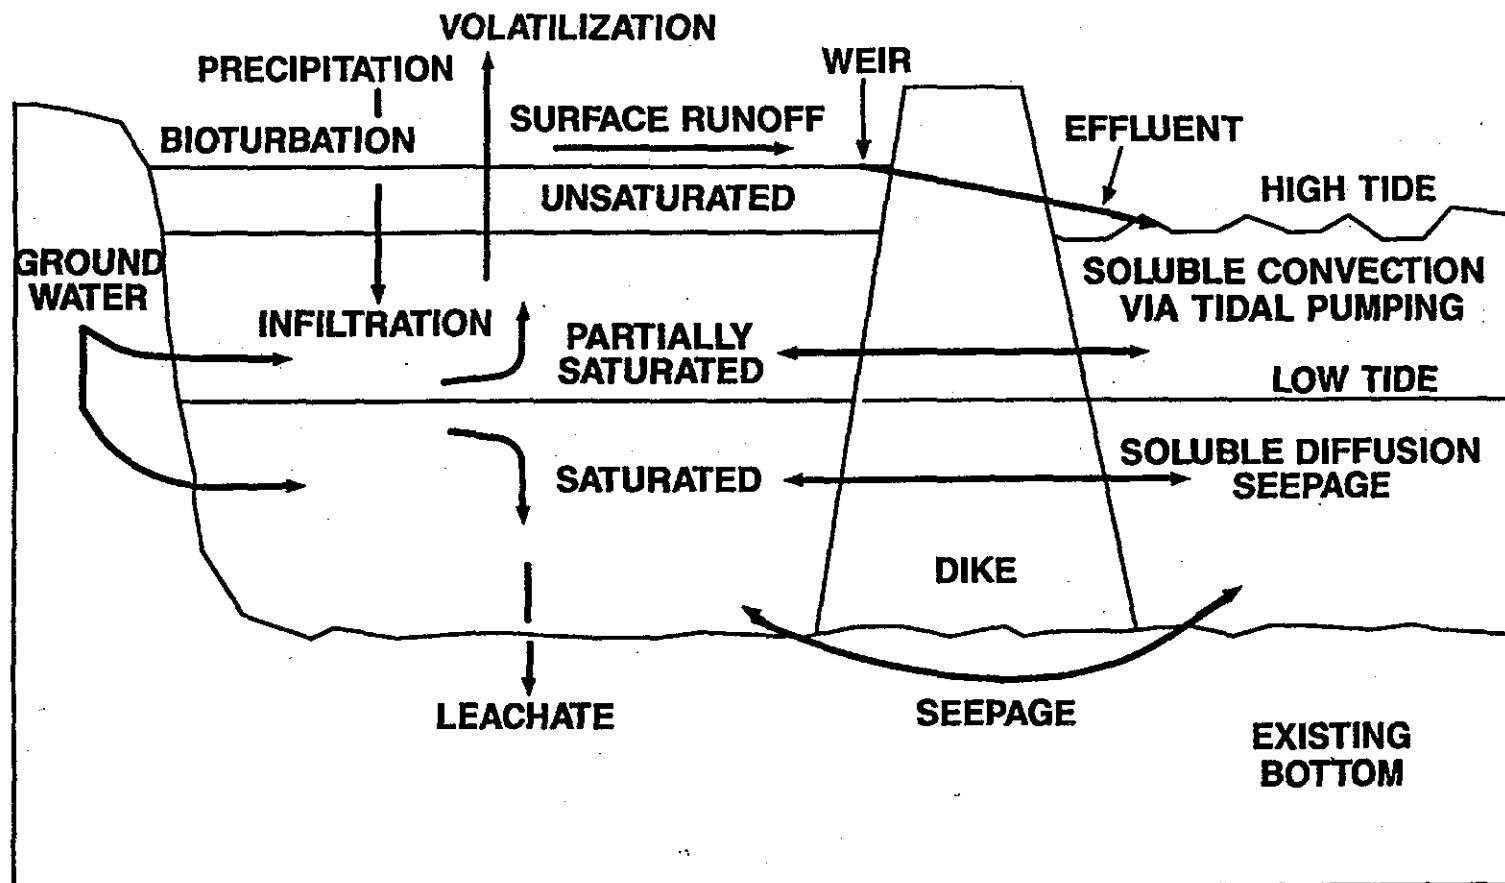 VOLATILIZATION
PRECIPITATION
WEIR
BIOTURBATION
SURFACE RUNOFF
EFFLUENT
UNSATURATED
HIGH TIDE
GROUND
WATER
SOLUBLE CONVECTION
VIA TIDAL PUMPING
INFILTRATION
PARTIALLY
SATURATED
LOW TIDE
SATURATED
SOLUBLE DIFFUSION
SEEPAGE
DIKE
LEACHATE
SEEPAGE
EXISTING
BOTTOM